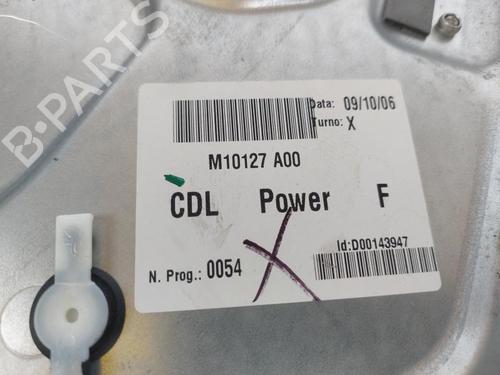 B-PARTS
Data: 09/10/06
Turno: X
M10127 A00
CDL Power F
Id:D00143947
N. Prog.: 0054